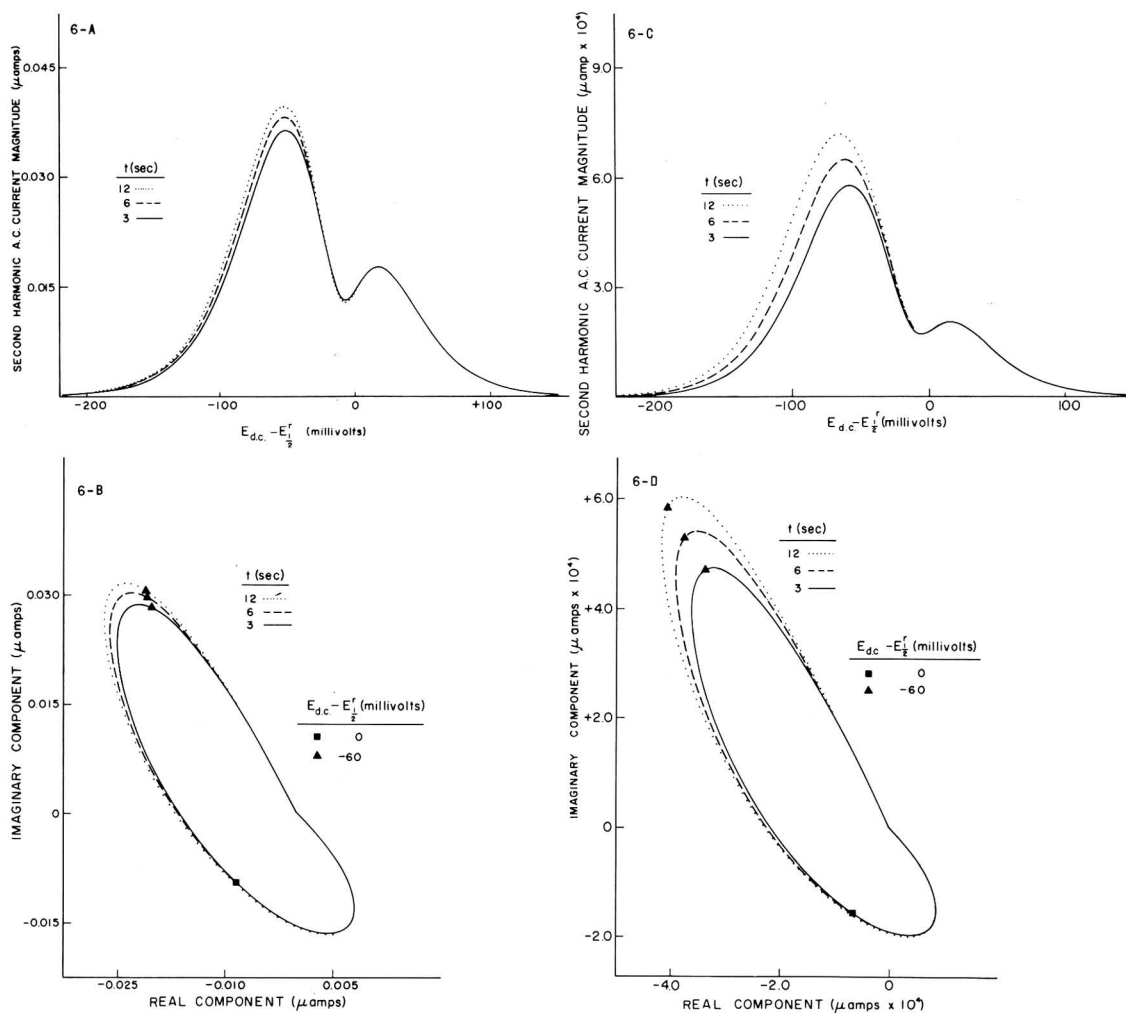 6-A
SECOND HARMONIC A.C. CURRENT MAGNITUDE (μamps)
0.045
0.030
0.015
t (sec)
12
6
3
-200
-100
0
+100
E d.c. - E r 1/2 (millivolts)
6-C
SECOND HARMONIC A.C. CURRENT MAGNITUDE (μamp x 10⁴)
9.0
6.0
3.0
t (sec)
12
6
3
-200
-100
0
100
E d.c. - E r 1/2 (millivolts)
6-B
IMAGINARY COMPONENT (μamps)
0.030
0.015
0
-0.015
t (sec)
12
6
3
E d.c. - E r 1/2 (millivolts)
0
-60
-0.025
-0.010
0.005
REAL COMPONENT (μamps)
6-D
IMAGINARY COMPONENT (μamps x 10⁴)
+6.0
+4.0
+2.0
0
-2.0
t (sec)
12
6
3
E d.c - E r 1/2 (millivolts)
0
-60
-4.0
-2.0
0
REAL COMPONENT (μamps x 10⁴)